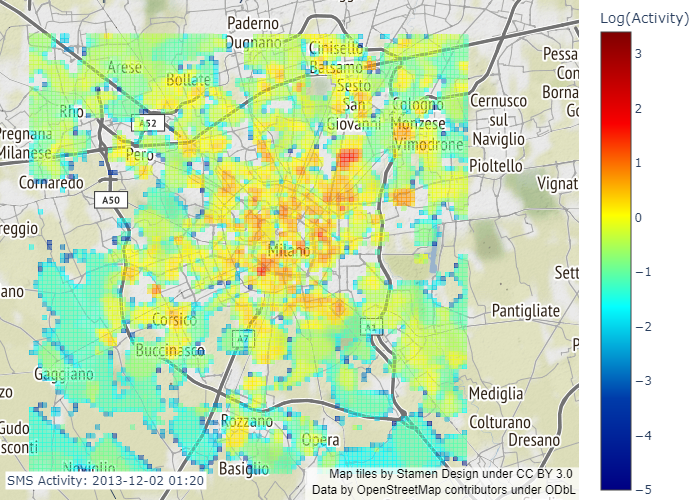 Log(Activity)
Paderno
Dugnano
Cinisello
Balsamo
Arese
Bollate
Sesto
San
Giovanni
Cologno
Monzese
Cernusco
sul
Naviglio
Rho
A52
Pero
Vimodrone
Pioltello
Cornaredo
A50
Vignat
reggio
Milano
Sett
ano
Pantigliate
Corsico
A7
A1
Buccinasco
Gaggiano
Mediglia
Rozzano
Colturano
Opera
Dresano
Basiglio
Noviglio
Pessa
Con
Borna
Go
Pregnana
Milanese
zo
Gudo
sconti
P
3
2
1
0
−1
−2
−3
−4
−5
SMS Activity: 2013-12-02 01:20
Map tiles by Stamen Design under CC BY 3.0
Data by OpenStreetMap contributors under ODbL